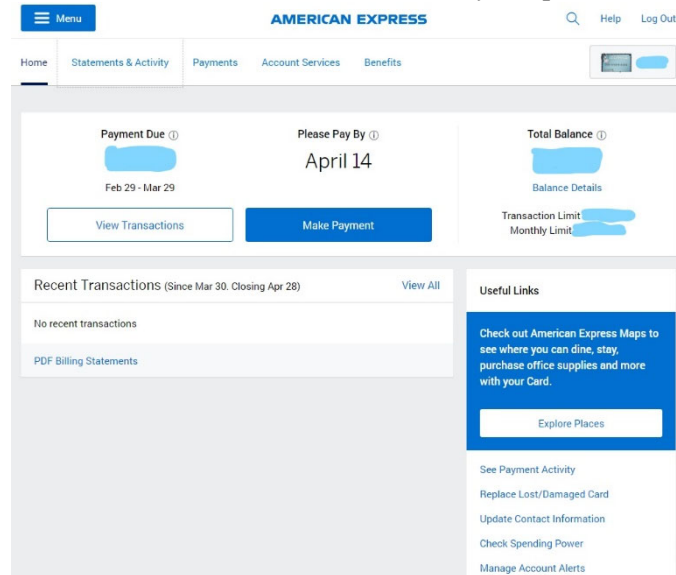 Menu
AMERICAN EXPRESS
Help Log Out
Home Statements & Activity Payments Account Services Benefits
Payment Due
Feb 29 - Mar 29
View Transactions
Please Pay By
April 14
Make Payment
Total Balance
Balance Details
Transaction Limit
Monthly Limit
Recent Transactions (Since Mar 30. Closing Apr 28) View All
No recent transactions
PDF Billing Statements
Useful Links
Check out American Express Maps to
see where you can dine, stay,
purchase office supplies and more
with your Card.
Explore Places
See Payment Activity
Replace Lost/Damaged Card
Update Contact Information
Check Spending Power
Manage Account Alerts